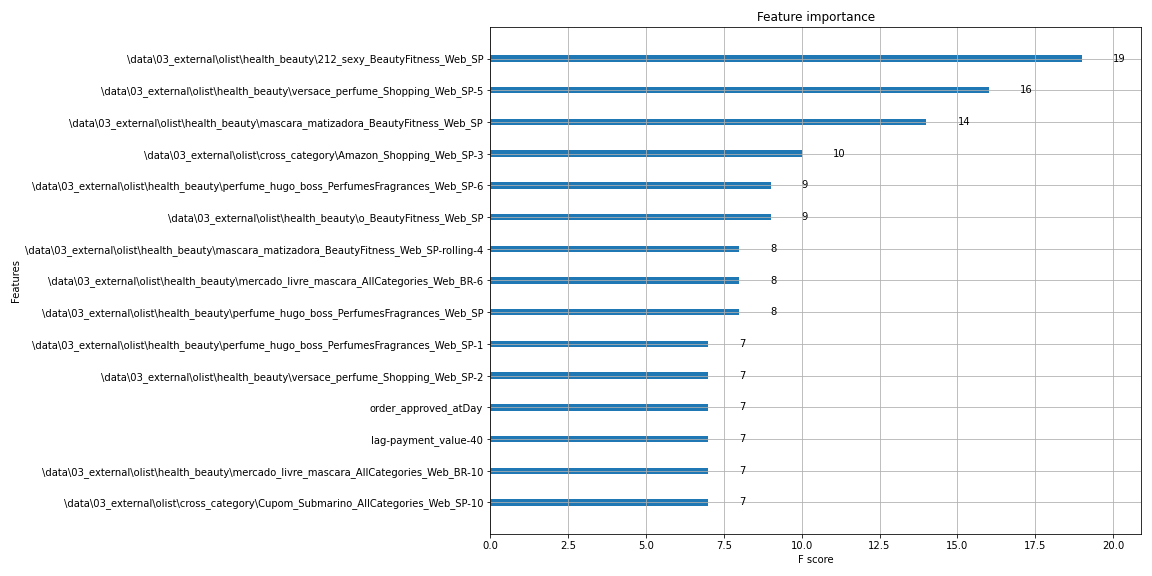 Feature importance
\data\03_external\olist\health_beauty\212_sexy_BeautyFitness_Web_SP 19
\data\03_external\olist\health_beauty\versace_perfume_Shopping_Web_SP-5 16
\data\03_external\olist\health_beauty\mascara_matizadora_BeautyFitness_Web_SP 14
\data\03_external\olist\cross_category\Amazon_Shopping_Web_SP-3 10
\data\03_external\olist\health_beauty\perfume_hugo_boss_PerfumesFragrances_Web_SP-6 9
\data\03_external\olist\health_beauty\o_BeautyFitness_Web_SP 9
\data\03_external\olist\health_beauty\mascara_matizadora_BeautyFitness_Web_SP-rolling-4 8
\data\03_external\olist\health_beauty\mercado_livre_mascara_AllCategories_Web_BR-6 8
\data\03_external\olist\health_beauty\perfume_hugo_boss_PerfumesFragrances_Web_SP 8
\data\03_external\olist\health_beauty\perfume_hugo_boss_PerfumesFragrances_Web_SP-1 7
\data\03_external\olist\health_beauty\versace_perfume_Shopping_Web_SP-2 7
order_approved_atDay 7
lag-payment_value-40 7
\data\03_external\olist\health_beauty\mercado_livre_mascara_AllCategories_Web_BR-10 7
\data\03_external\olist\cross_category\Cupom_Submarino_AllCategories_Web_SP-10 7
Features
0.0 2.5 5.0 7.5 10.0 12.5 15.0 17.5 20.0
F score